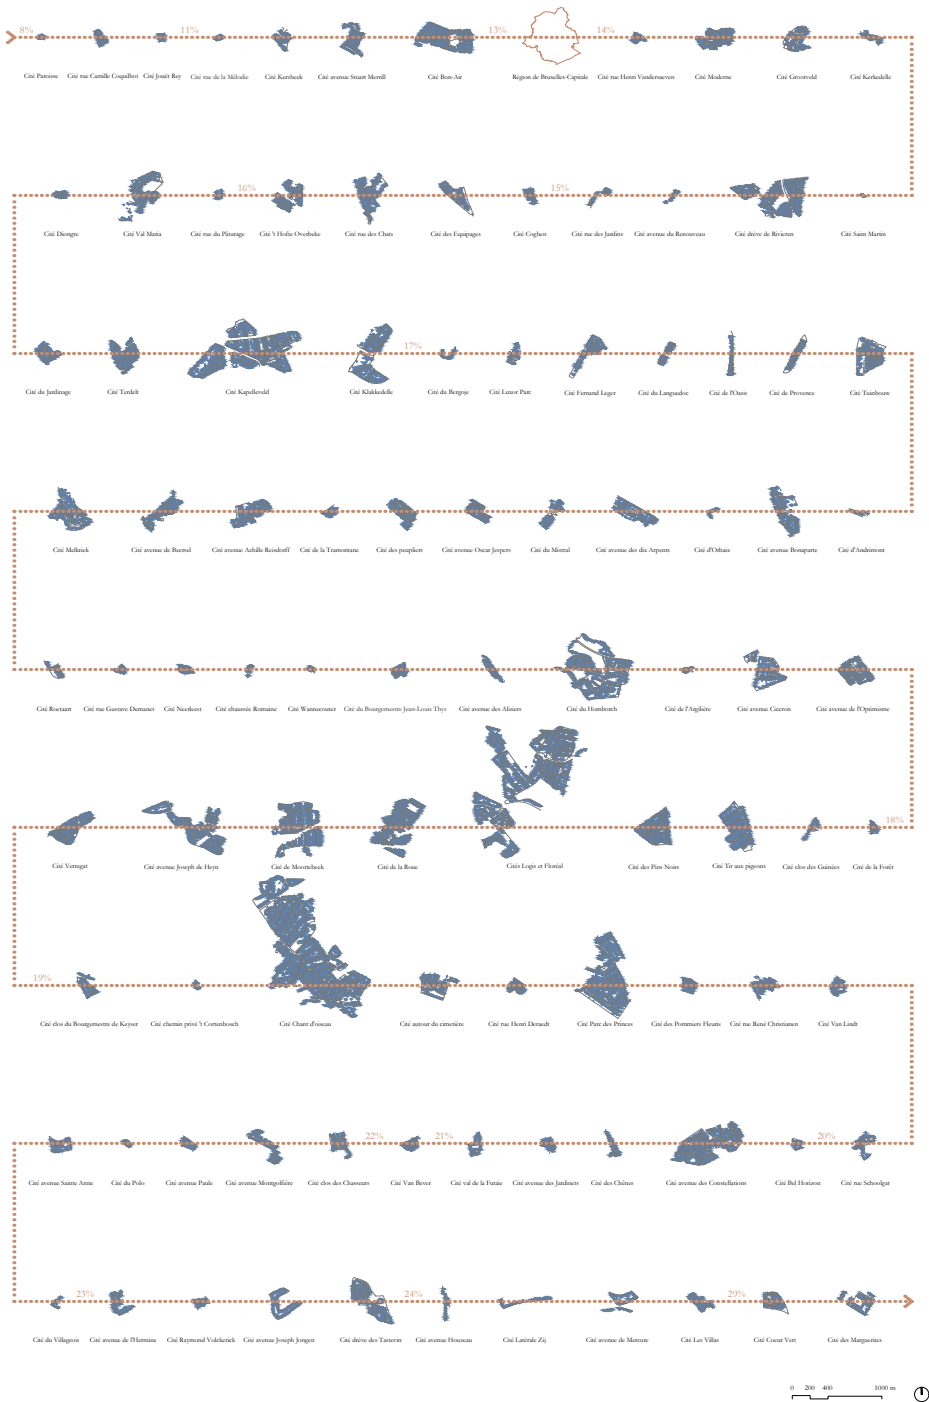 8% 11% 13% 14%
Cité Paroisse Cité rue Camille Coquilhot Cité Jouët Rey Cité rue de la Mélodie Cité Kersbeek Cité avenue Stuart Merrill Cité Bon-Air Région de Bruxelles-Capitale Cité rue Henri Vanderseven Cité Moderne Cité Grootveld Cité Kerkedelle
16% 15%
Cité Diongre Cité Val Maria Cité rue du Pâturage Cité 't Hofte Overbeke Cité rue des Chats Cité des Equipages Cité Coghen Cité rue des Jardins Cité avenue du Renouveau Cité drève de Rivieren Cité Saint Martin
17%
Cité du Jardinage Cité Terdelt Cité Kapelleveld Cité Klakkedelle Cité du Bergoje Cité Luxor Parc Cité Fernand Leger Cité du Languedoc Cité de l'Oasis Cité de Provence Cité Tuinbouw
Cité Melkriek Cité avenue de Beersel Cité avenue Achille Reisdorff Cité de la Tramontane Cité des peupliers Cité avenue Oscar Jespers Cité du Mistral Cité avenue des dix Arpents Cité d'Orbaix Cité avenue Bonaparte Cité d'Andrimont
Cité Roetaart Cité rue Gustave Demanet Cité Neerleest Cité chaussée Romaine Cité Wannecouter Cité du Bourgemestre Jean-Louis Thys Cité avenue des Alisiers Cité du Homborch Cité de l'Argilière Cité avenue Ciceron Cité avenue de l'Optimisme
18%
Cité Verregat Cité avenue Joseph de Heyn Cité de Moortebeek Cité de la Roue Cités Logis et Floréal Cité des Pins Noirs Cité Tir aux pigeons Cité clos des Guinées Cité de la Forêt
19%
Cité clos du Bourgemestre de Keyser Cité chemin privé 't Cortenbosch Cité Chant d'oiseau Cité autour du cimetière Cité rue Henri Deraedt Cité Parc des Princes Cité des Pommiers Fleuris Cité rue René Christiaens Cité Van Lindt
22% 21% 20%
Cité avenue Sainte Anne Cité du Polo Cité avenue Paule Cité avenue Montgolfière Cité clos des Chasseurs Cité Van Bever Cité val de la Futaie Cité avenue des Jardiniers Cité des Chênes Cité avenue des Constellations Cité Bel Horizon Cité rue Schoolgat
23% 24% 29%
Cité du Villageois Cité avenue de l'Hermine Cité Raymond Volckerick Cité avenue Joseph Jongen Cité drève des Tasterin Cité avenue Houzeau Cité Latérale Zij Cité avenue de Mercure Cité Les Villas Cité Coeur Vert Cité des Marguerites
0 200 400 1000 m